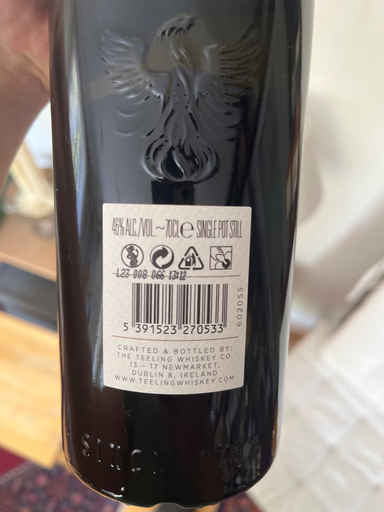 46% ALC./VOL. ~ 70CL e SINGLE POT STILL
L23 008 066 13:12
5 391523 270533
602055
CRAFTED & BOTTLED BY:
THE TEELING WHISKEY CO
13 – 17 NEWMARKET,
DUBLIN 8, IRELAND
WWW.TEELINGWHISKEY.COM
SINCE